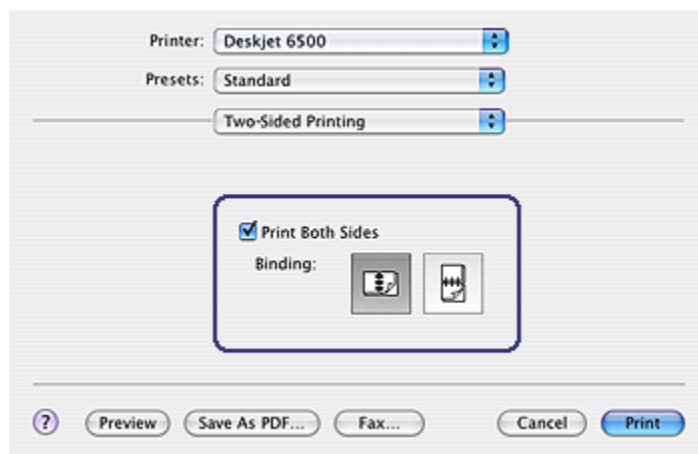 Printer: Deskjet 6500
Presets: Standard
Two-Sided Printing
Print Both Sides
Binding:
? Preview Save As PDF... Fax... Cancel Print